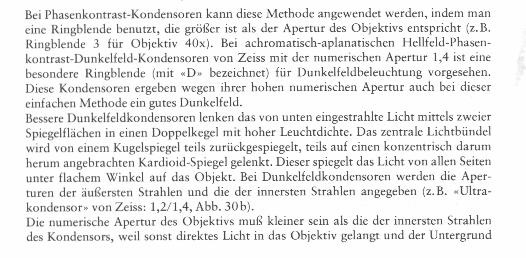 Bei Phasenkontrast-Kondensoren kann diese Methode angewendet werden, indem man
eine Ringblende benutzt, die größer ist als der Apertur des Objektivs entspricht (z. B.
Ringblende 3 für Objektiv 40x). Bei achromatisch-aplanatischen Hellfeld-Phasen-
kontrast-Dunkelfeld-Kondensoren von Zeiss mit der numerischen Apertur 1,4 ist eine
besondere Ringblende (mit «D» bezeichnet) für Dunkelfeldbeleuchtung vorgesehen.
Diese Kondensoren ergeben wegen ihrer hohen numerischen Apertur auch bei dieser
einfachen Methode ein gutes Dunkelfeld.
Bessere Dunkelfeldkondensoren lenken das von unten eingestrahlte Licht mittels zweier
Spiegelflächen in einen Doppelkegel mit hoher Leuchtdichte. Das zentrale Lichtbündel
wird von einem Kugelspiegel teils zurückgespiegelt, teils auf einen konzentrisch darum
herum angebrachten Kardioid-Spiegel gelenkt. Dieser spiegelt das Licht von allen Seiten
unter flachem Winkel auf das Objekt. Bei Dunkelfeldkondensoren werden die Aper-
turen der äußersten Strahlen und die der innersten Strahlen angegeben (z. B. «Ultra-
kondensor» von Zeiss: 1,2/1,4, Abb. 30 b).
Die numerische Apertur des Objektivs muß kleiner sein als die der innersten Strahlen
des Kondensors, weil sonst direktes Licht in das Objektiv gelangt und der Untergrund